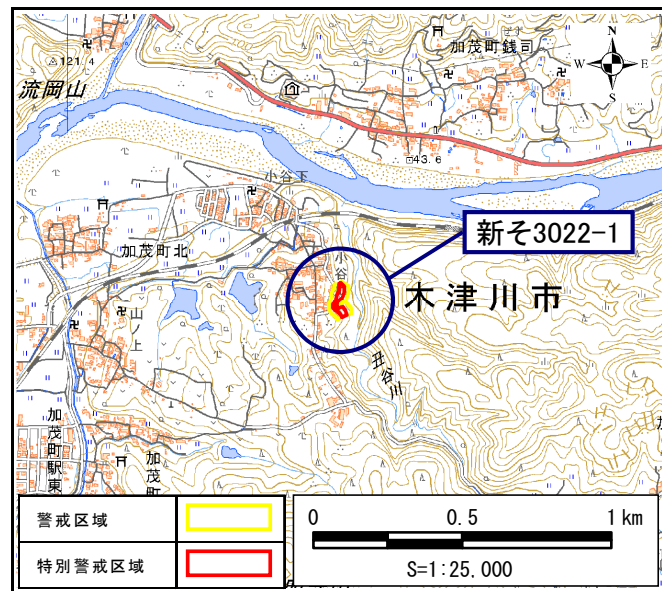 加茂町銭司
N
W E
S
121.4
流岡山
43.6
小谷下
新そ3022-1
加茂町北
小谷
木津川市
山ノ上
丑谷川
加茂町駅東
加茂町
警戒区域
特別警戒区域
0 0.5 1km
S=1:25,000